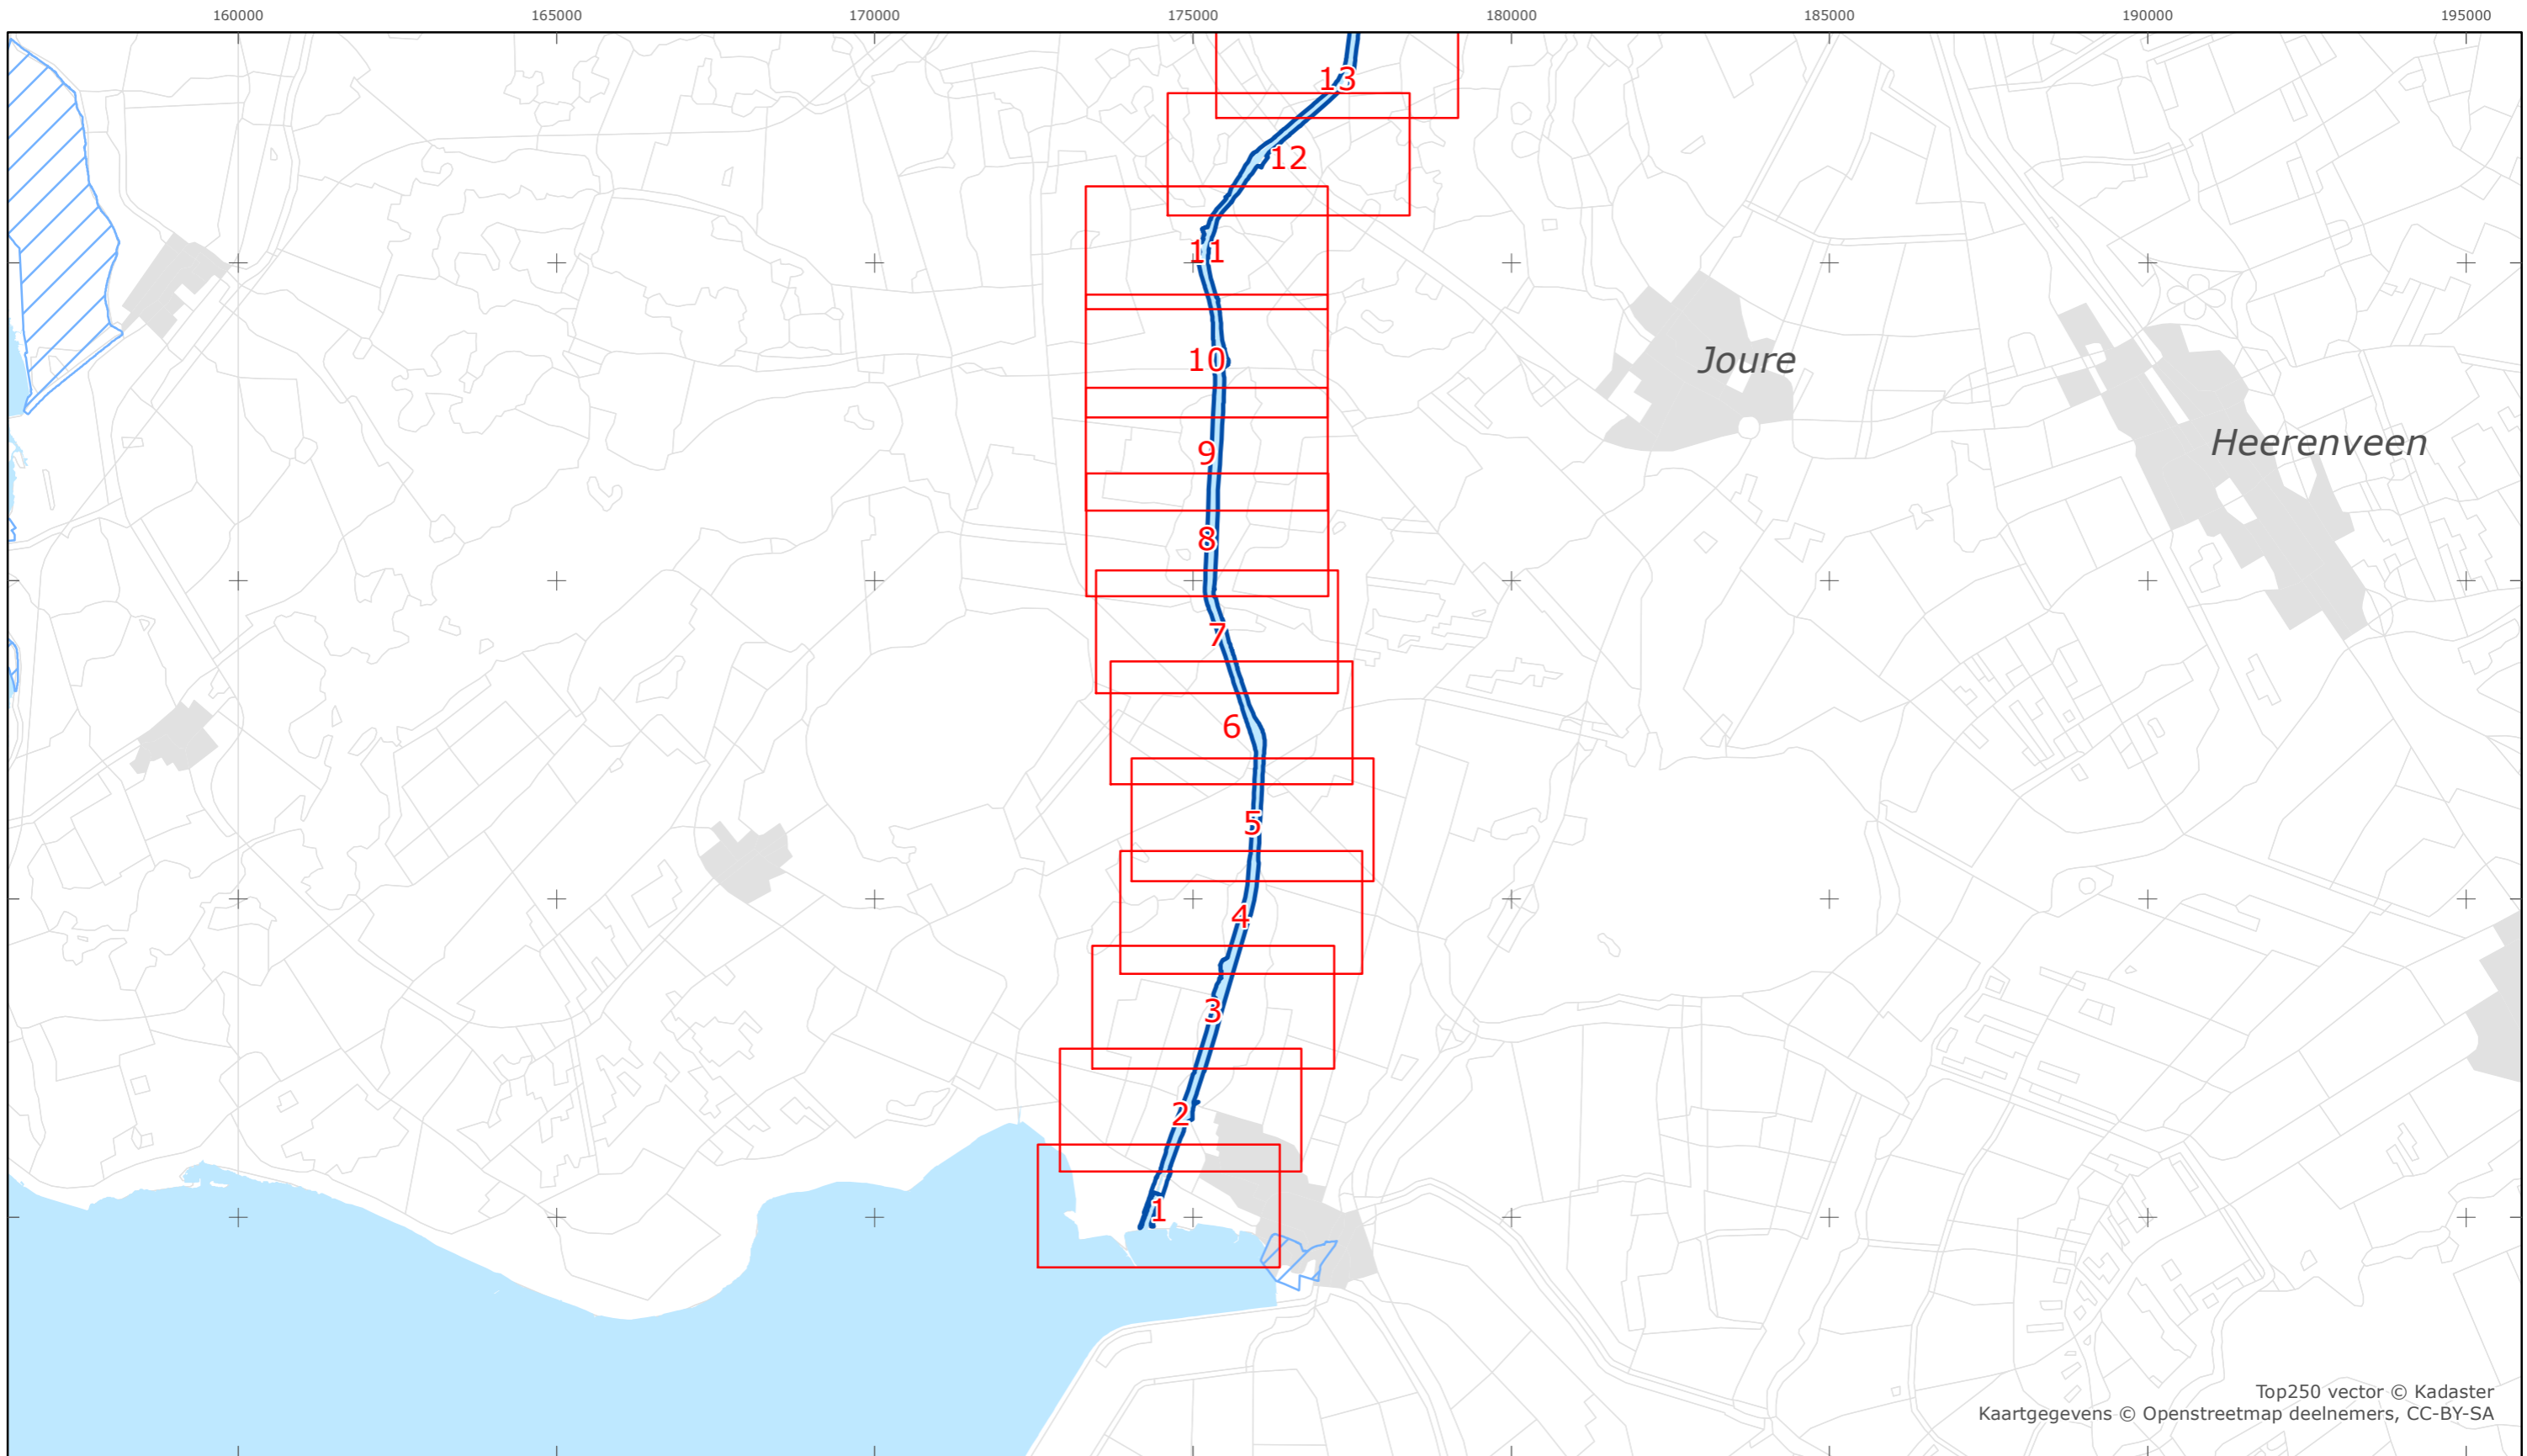 160000 165000 170000 175000 180000 185000 190000 195000
13
12
11
10
Joure
Heerenveen
9
8
7
6
5
4
3
2
1
Top250 vector © Kadaster
Kaartgegevens © Openstreetmap deelnemers, CC-BY-SA